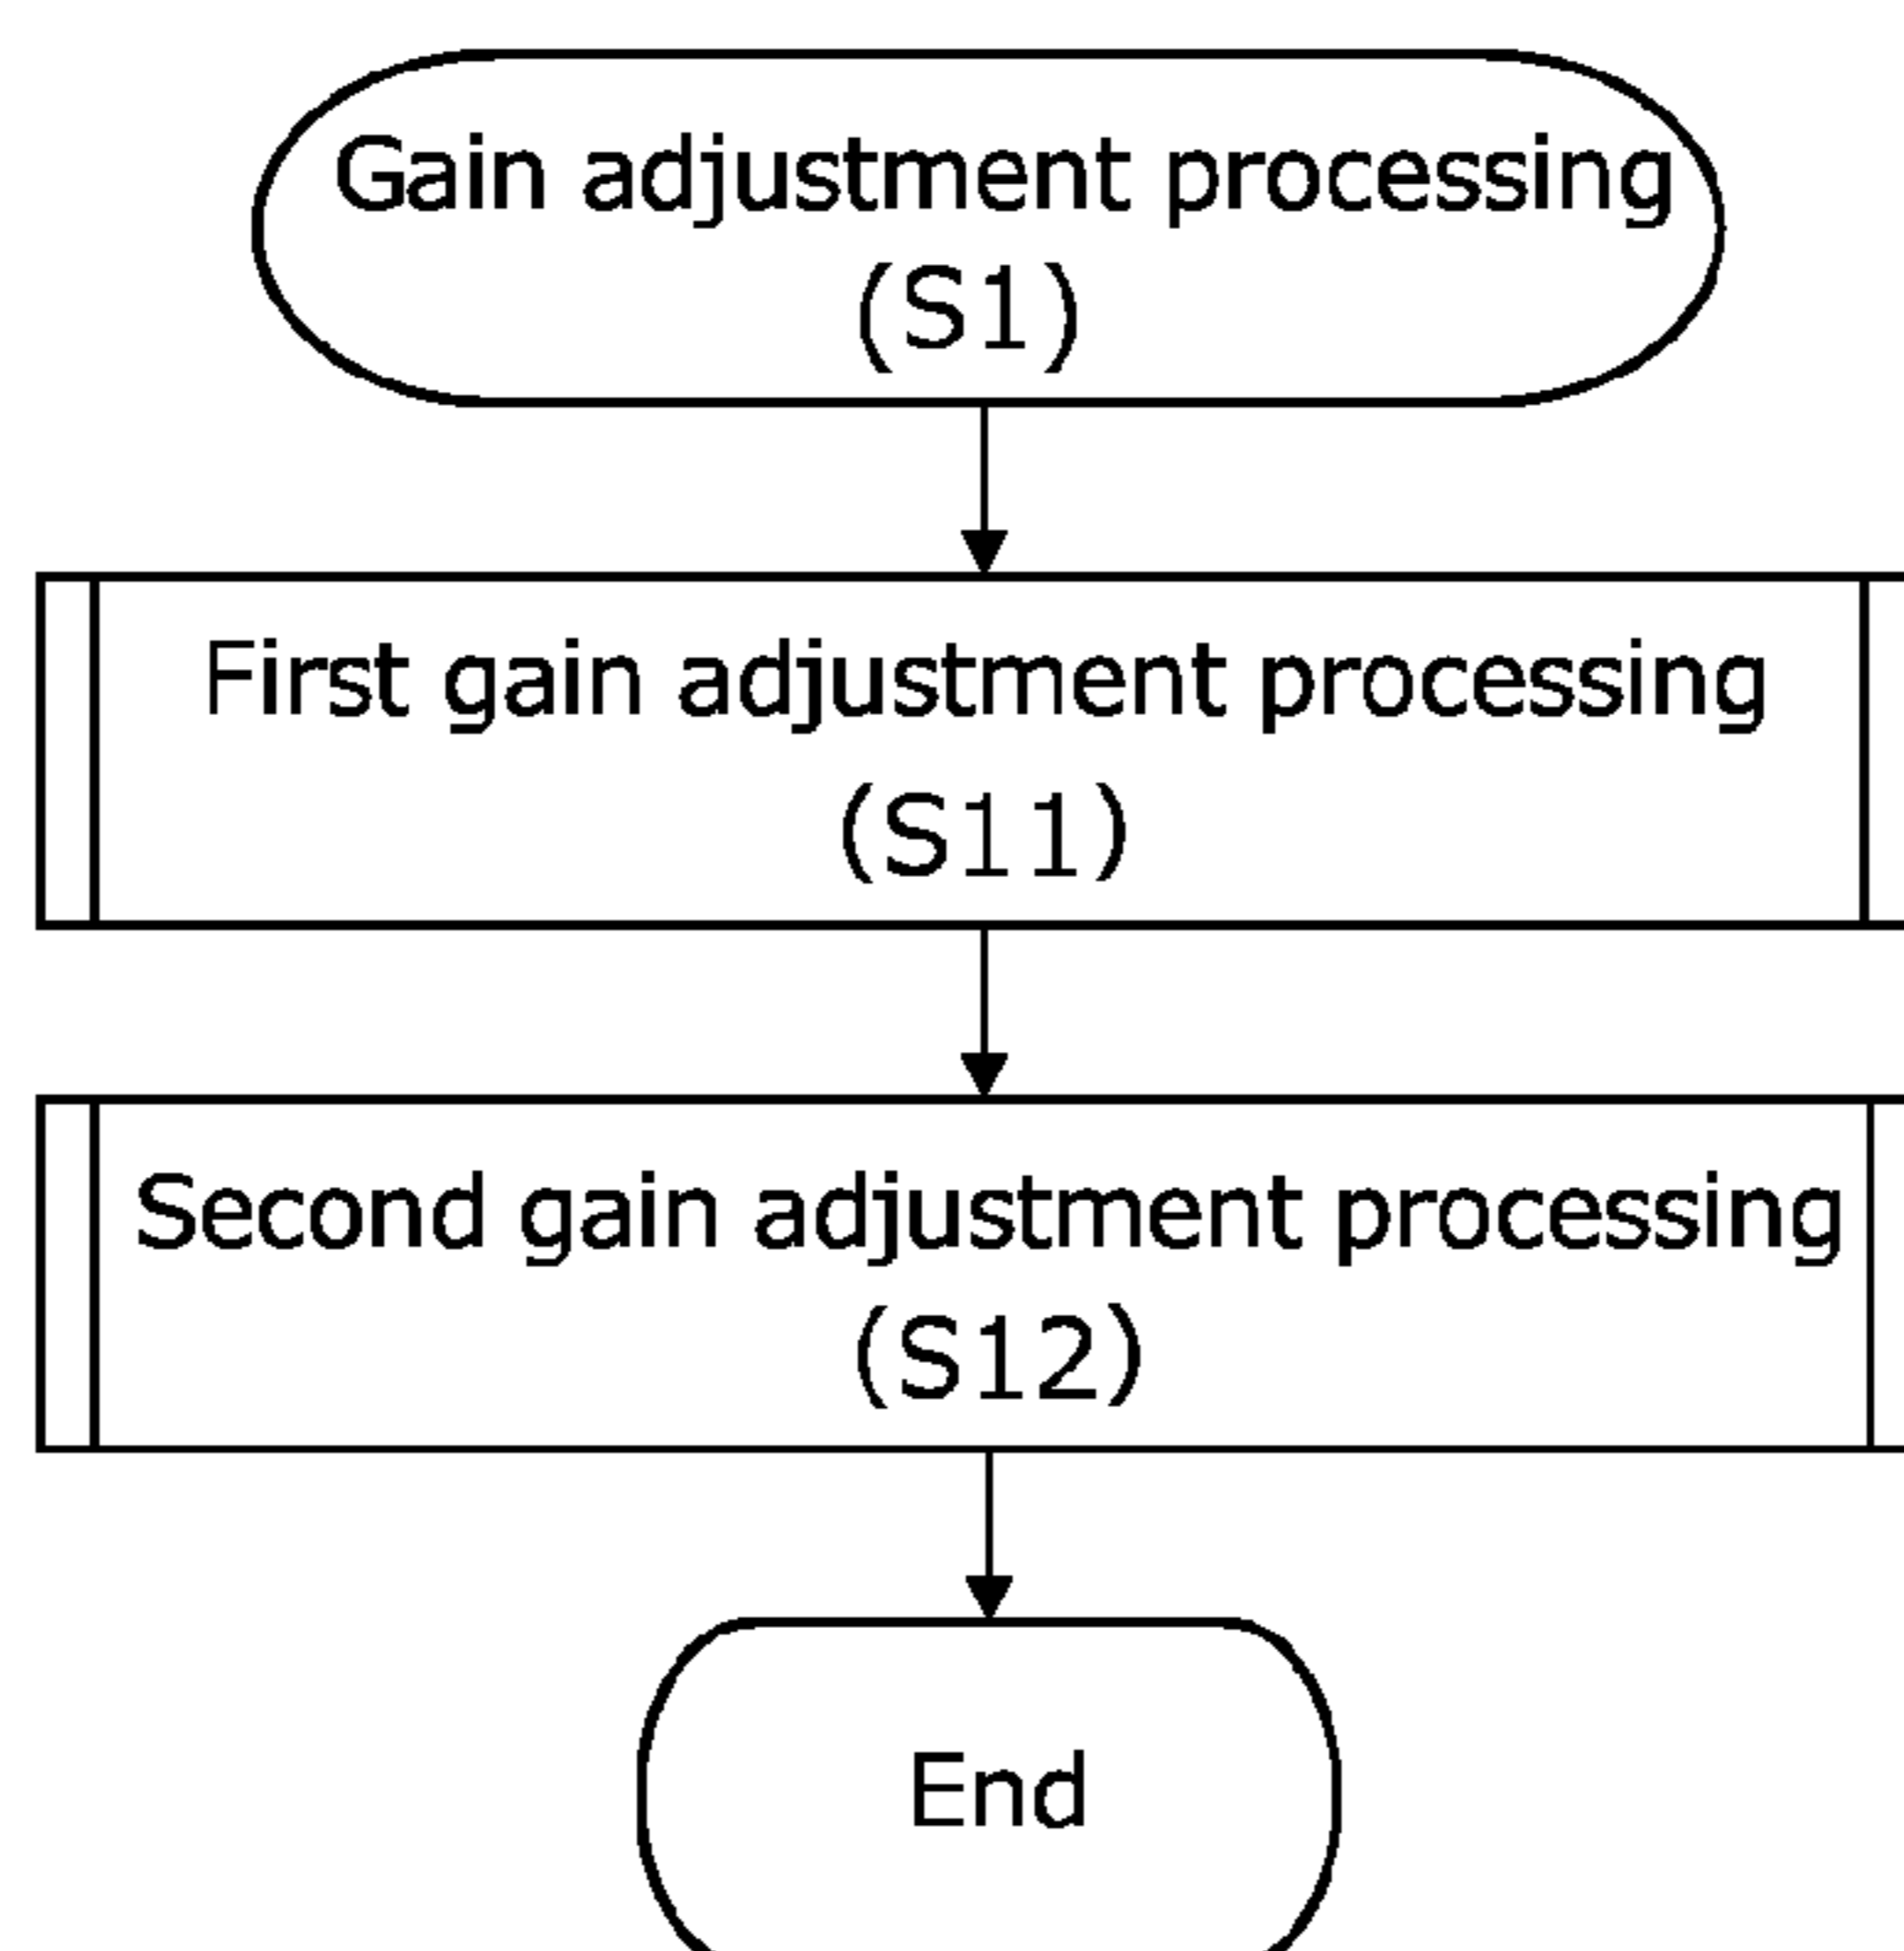 Gain adjustment processing
(S1)
First gain adjustment processing
(S11)
Second gain adjustment processing
(S12)
End